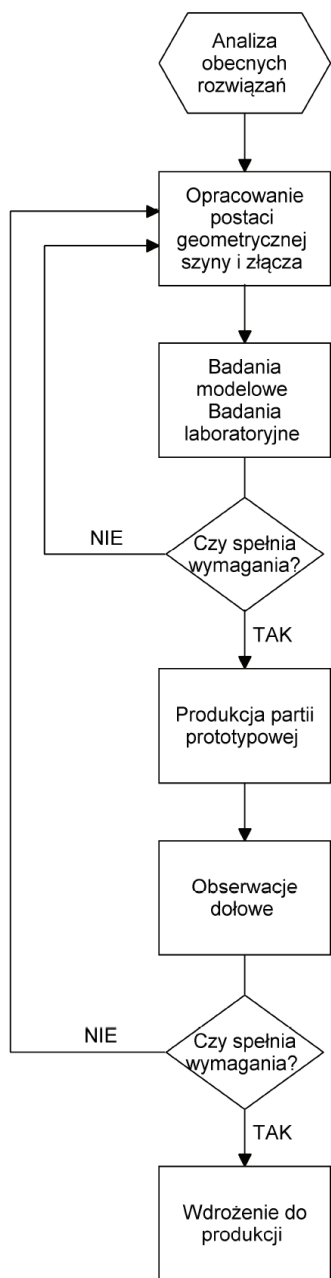 Analiza
obecnych
rozwiązań
Opracowanie
postaci
geometrycznej
szyny i złącza
Badania
modelowe
Badania
laboratoryjne
Czy spełnia
wymagania?
NIE
TAK
Produkcja partii
prototypowej
Obserwacje
dołowe
Czy spełnia
wymagania?
NIE
TAK
Wdrożenie do
produkcji